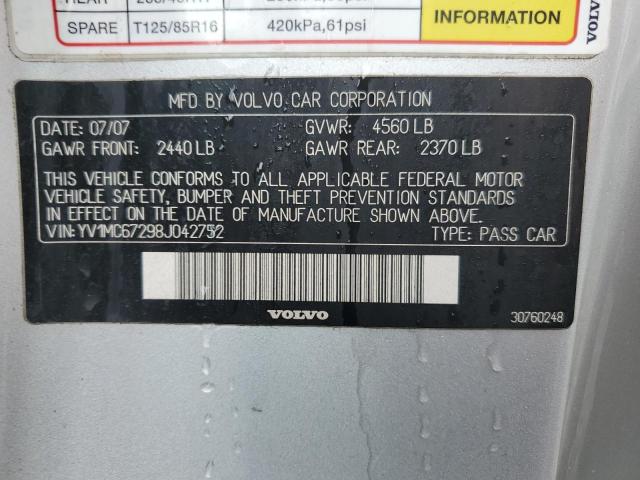 SPARE T125/85R16 420kPa,61psi INFORMATION
VOLVO
MFD BY VOLVO CAR CORPORATION
DATE: 07/07 GVWR: 4560 LB
GAWR FRONT: 2440 LB GAWR REAR: 2370 LB
THIS VEHICLE CONFORMS TO ALL APPLICABLE FEDERAL MOTOR
VEHICLE SAFETY, BUMPER AND THEFT PREVENTION STANDARDS
IN EFFECT ON THE DATE OF MANUFACTURE SHOWN ABOVE.
VIN: YV1MC67298J042752 TYPE: PASS CAR
VOLVO 30760248